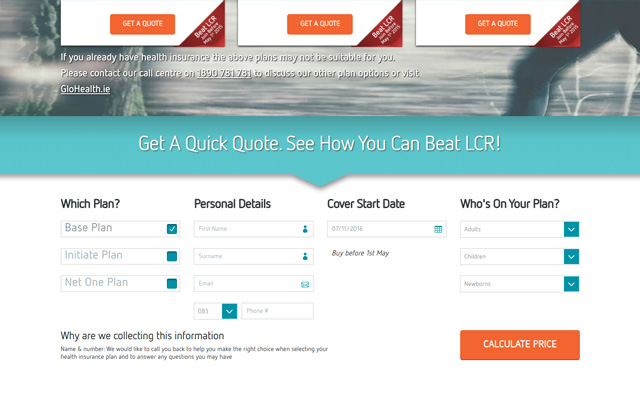 GET A QUOTE
Beat LCR
Join Before
May 1st 2015
GET A QUOTE
Beat LCR
Join Before
May 1st 2015
GET A QUOTE
Beat LCR
Join Before
May 1st 2015
If you already have health insurance the above plans may not be suitable for you.
Please contact our call centre on 1890 781 781 to discuss our other plan options or visit
GloHealth.ie
Get A Quick Quote. See How You Can Beat LCR!
Which Plan?
Base Plan
Initiate Plan
Net One Plan
Personal Details
First Name
Surname
Email
083
Phone #
Cover Start Date
07/11/2016
Buy before 1st May
Who's On Your Plan?
Adults
Children
Newborns
Why are we collecting this information
Name & number: We would like to call you back to help you make the right choice when selecting your
health insurance plan and to answer any questions you may have
CALCULATE PRICE